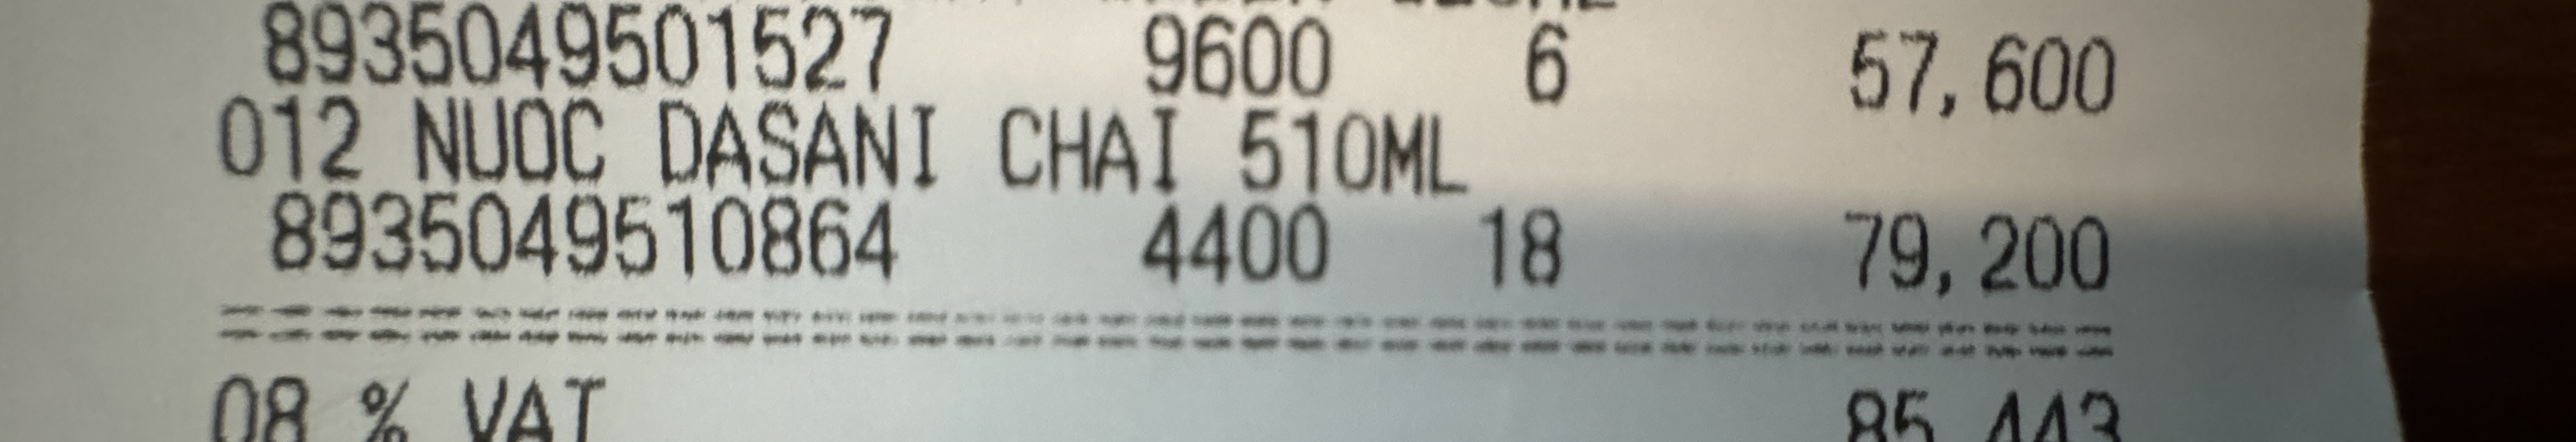 8935049501527 9600 6 57,600
012 NUOC DASANI CHAI 510ML
8935049510864 4400 18 79,200
08 % VAT 85,443